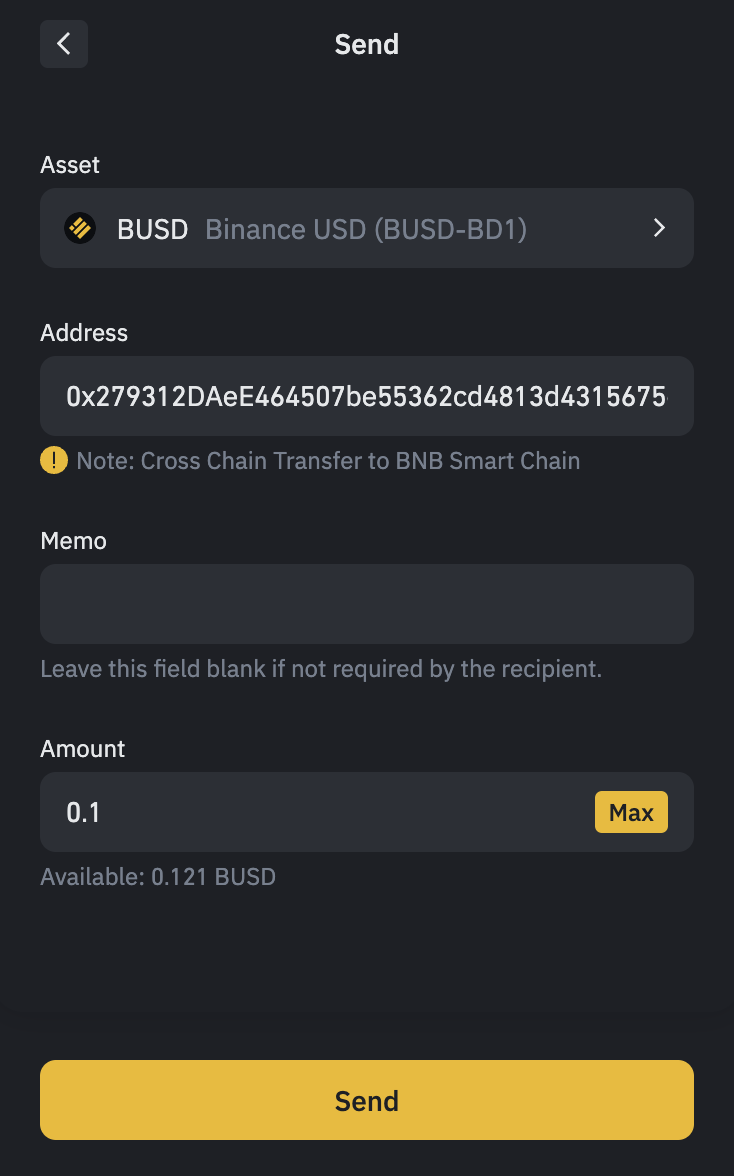 Send
Asset
BUSD Binance USD (BUSD-BD1)
Address
0x279312DAeE464507be55362cd4813d4315675
! Note: Cross Chain Transfer to BNB Smart Chain
Memo
Leave this field blank if not required by the recipient.
Amount
0.1 Max
Available: 0.121 BUSD
Send